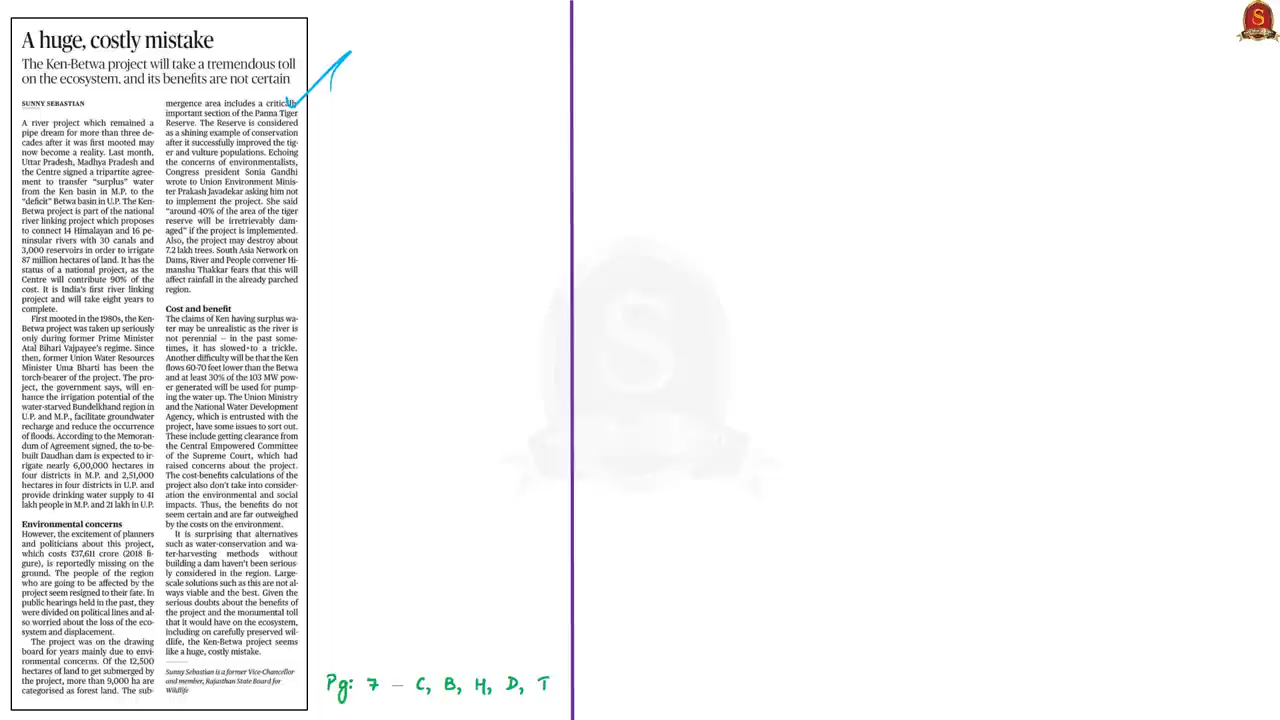 A huge, costly mistake
The Ken-Betwa project will take a tremendous toll
on the ecosystem, and its benefits are not certain
SUNNY SEBASTIAN
A river project which remained a
pipe dream for more than three de-
cades after it was first mooted may
now become a reality. Last month,
Uttar Pradesh, Madhya Pradesh and
the Centre signed a tripartite agree-
ment to transfer "surplus" water
from the Ken basin in M.P. to the
"deficit" Betwa basin in U.P. The Ken-
Betwa project is part of the national
river linking project which proposes
to connect 14 Himalayan and 16 pe-
ninsular rivers with 30 canals and
3,000 reservoirs in order to irrigate
87 million hectares of land. It has the
status of a national project, as the
Centre will contribute 90% of the
cost. It is India's first river linking
project and will take eight years to
complete.
First mooted in the 1980s, the Ken-
Betwa project was taken up seriously
only during former Prime Minister
Atal Bihari Vajpayee's regime. Since
then, former Union Water Resources
Minister Uma Bharti has been the
torch-bearer of the project. The pro-
ject, the government says, will en-
hance the irrigation potential of the
water-starved Bundelkhand region in
U.P. and M.P., facilitate groundwater
recharge and reduce the occurrence
of floods. According to the Memoran-
dum of Agreement signed, the to-be-
built Daudhan dam is expected to ir-
rigate nearly 6,00,000 hectares in
four districts in M.P. and 2,51,000
hectares in four districts in U.P. and
provide drinking water supply to 41
lakh people in M.P. and 21 lakh in U.P.
Environmental concerns
However, the excitement of planners
and politicians about this project,
which costs ₹37,611 crore (2018 fi-
gure), is reportedly missing on the
ground. The people of the region
who are going to be affected by the
project seem resigned to their fate. In
public hearings held in the past, they
were divided on political lines and al-
so worried about the loss of the eco-
system and displacement.
The project was on the drawing
board for years mainly due to envi-
ronmental concerns. Of the 12,500
hectares of land to get submerged by
the project, more than 9,000 ha are
categorised as forest land. The sub-
mergence area includes a critically
important section of the Panna Tiger
Reserve. The Reserve is considered
as a shining example of conservation
after it successfully improved the tig-
er and vulture populations. Echoing
the concerns of environmentalists,
Congress president Sonia Gandhi
wrote to Union Environment Minis-
ter Prakash Javadekar asking him not
to implement the project. She said
"around 40% of the area of the tiger
reserve will be irretrievably dam-
aged" if the project is implemented.
Also, the project may destroy about
7.2 lakh trees. South Asia Network on
Dams, River and People convener Hi-
manshu Thakkar fears that this will
affect rainfall in the already parched
region.
Cost and benefit
The claims of Ken having surplus wa-
ter may be unrealistic as the river is
not perennial – in the past some-
times, it has slowed to a trickle.
Another difficulty will be that the Ken
flows 60-70 feet lower than the Betwa
and at least 30% of the 103 MW pow-
er generated will be used for pump-
ing the water up. The Union Ministry
and the National Water Development
Agency, which is entrusted with the
project, have some issues to sort out.
These include getting clearance from
the Central Empowered Committee
of the Supreme Court, which had
raised concerns about the project.
The cost-benefits calculations of the
project also don't take into consider-
ation the environmental and social
impacts. Thus, the benefits do not
seem certain and are far outweighed
by the costs on the environment.
It is surprising that alternatives
such as water-conservation and wa-
ter-harvesting methods without
building a dam haven't been serious-
ly considered in the region. Large-
scale solutions such as this are not al-
ways viable and the best. Given the
serious doubts about the benefits of
the project and the monumental toll
that it would have on the ecosystem,
including on carefully preserved wil-
dlife, the Ken-Betwa project seems
like a huge, costly mistake.
Sunny Sebastian is a former Vice-Chancellor
and member, Rajasthan State Board for
Wildlife
Pg: 7 – C, B, H, D, T
S
S